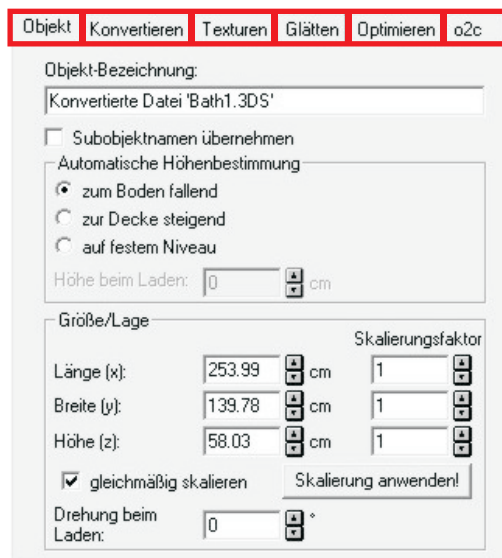 Objekt Konvertieren Texturen Glätten Optimieren o2c
Objekt-Bezeichnung:
Konvertierte Datei 'Bath1.3DS'
Subobjektnamen übernehmen
Automatische Höhenbestimmung
zum Boden fallend
zur Decke steigend
auf festem Niveau
Höhe beim Laden: 0 cm
Größe/Lage
Skalierungsfaktor
Länge (x): 253.99 cm 1
Breite (y): 139.78 cm 1
Höhe (z): 58.03 cm 1
gleichmäßig skalieren Skalierung anwenden!
Drehung beim
Laden: 0 °